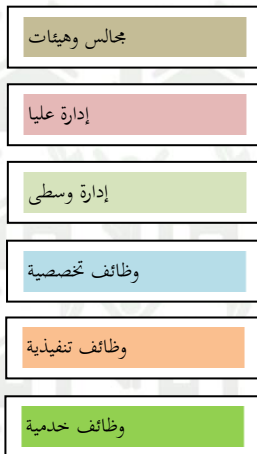 مجالس وهيئات
إدارة عليا
إدارة وسطى
وظائف تخصصية
وظائف تنفيذية
وظائف خدمية